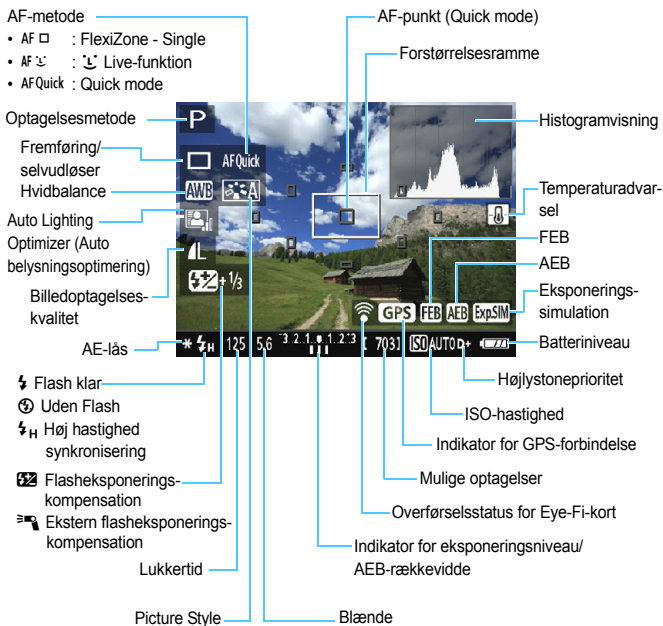 AF-metode
• AF □ : FlexiZone - Single
• AF : Live-funktion
• AFQuick : Quick mode
Optagelsesmetode
Fremføring/
selvudløser
Hvidbalance
Auto Lighting
Optimizer (Auto
belysningsoptimering)
Billedoptagelses-
kvalitet
AE-lås
Flash klar
Uden Flash
H Høj hastighed
synkronisering
Flasheksponerings-
kompensation
Ekstern flasheksponerings-
kompensation
Lukkertid
Picture Style
Blænde
AF-punkt (Quick mode)
Forstørrelsesramme
Histogramvisning
Temperaturadvar-
sel
FEB
AEB
Eksponerings-
simulation
Batteriniveau
Højlystoneprioritet
ISO-hastighed
Indikator for GPS-forbindelse
Mulige optagelser
Overførselsstatus for Eye-Fi-kort
Indikator for eksponeringsniveau/
AEB-rækkevidde
P
AFQuick
AWB A
L
+1/3
GPS FEB AEB Exp.SIM
* H 125 5.6 -3..2..1..0..1..2.:3 ISO AUTO D+